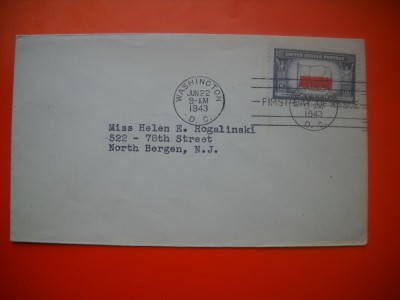 UNITED STATES POSTAGE
WASHINGTON
JUN 22
9-AM
1943
D. C.
FIRST DAY OF ISSUE
1943
D. C.
Miss Helen E. Rogalinski
522 - 78th Street
North Bergen, N.J.